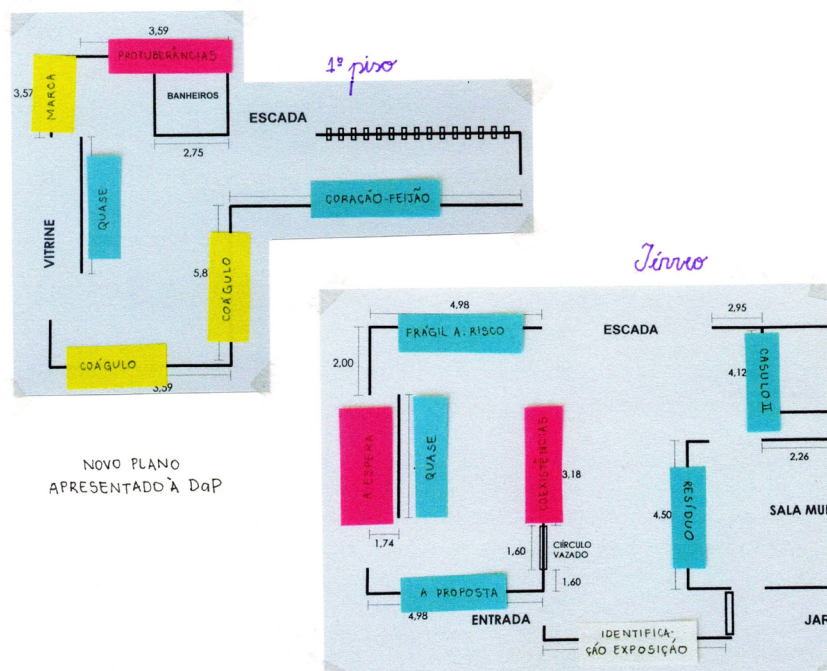 3,59
PROTUBERÂNCIAS
1º piso
MARCA
3,57
BANHEIROS
ESCADA
2,75
QUASE
VITRINE
CORAÇÃO-FEIJÃO
COÁGULO
5,8
COÁGULO
3,59
NOVO PLANO
APRESENTADO À DaP
Térreo
4,98
FRÁGIL A. RISCO
ESCADA
2,95
2,00
4,12
CASULO II
A ESPERA
QUASE
COEXISTÊNCIAS
3,18
2,26
RESÍDUO
4,50
SALA MU
1,74
1,60
CIÍRCULO
VAZADO
1,60
A PROPOSTA
4,98
ENTRADA
IDENTIFICA-
ÇÃO EXPOSIÇÃO
JAR